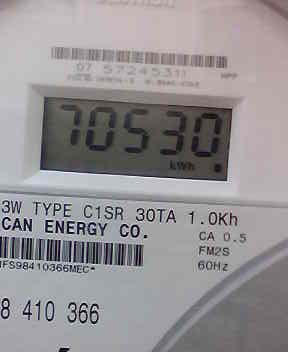 07 57245311
70530
kWh
3W TYPE C1SR 30TA 1.0Kh
CAN ENERGY CO.
CA 0.5
FM2S
60Hz
IFS98410366MEC*
8 410 366